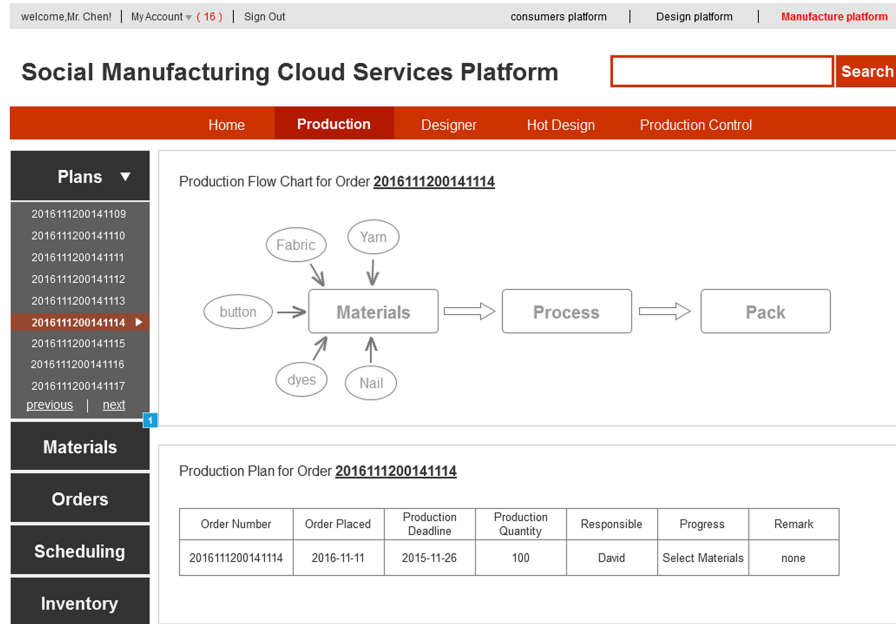 welcome,Mr. Chen! | My Account ( 16 ) | Sign Out consumers platform | Design platform | Manufacture platform
Social Manufacturing Cloud Services Platform Search
Home Production Designer Hot Design Production Control
Plans
2016111200141109
2016111200141110
2016111200141111
2016111200141112
2016111200141113
2016111200141114
2016111200141115
2016111200141116
2016111200141117
previous | next
1
Materials
Orders
Scheduling
Inventory
Production Flow Chart for Order 2016111200141114
Fabric Yarn
button Materials Process Pack
dyes Nail
Production Plan for Order 2016111200141114
Order Number Order Placed Production Deadline Production Quantity Responsible Progress Remark
2016111200141114 2016-11-11 2015-11-26 100 David Select Materials none